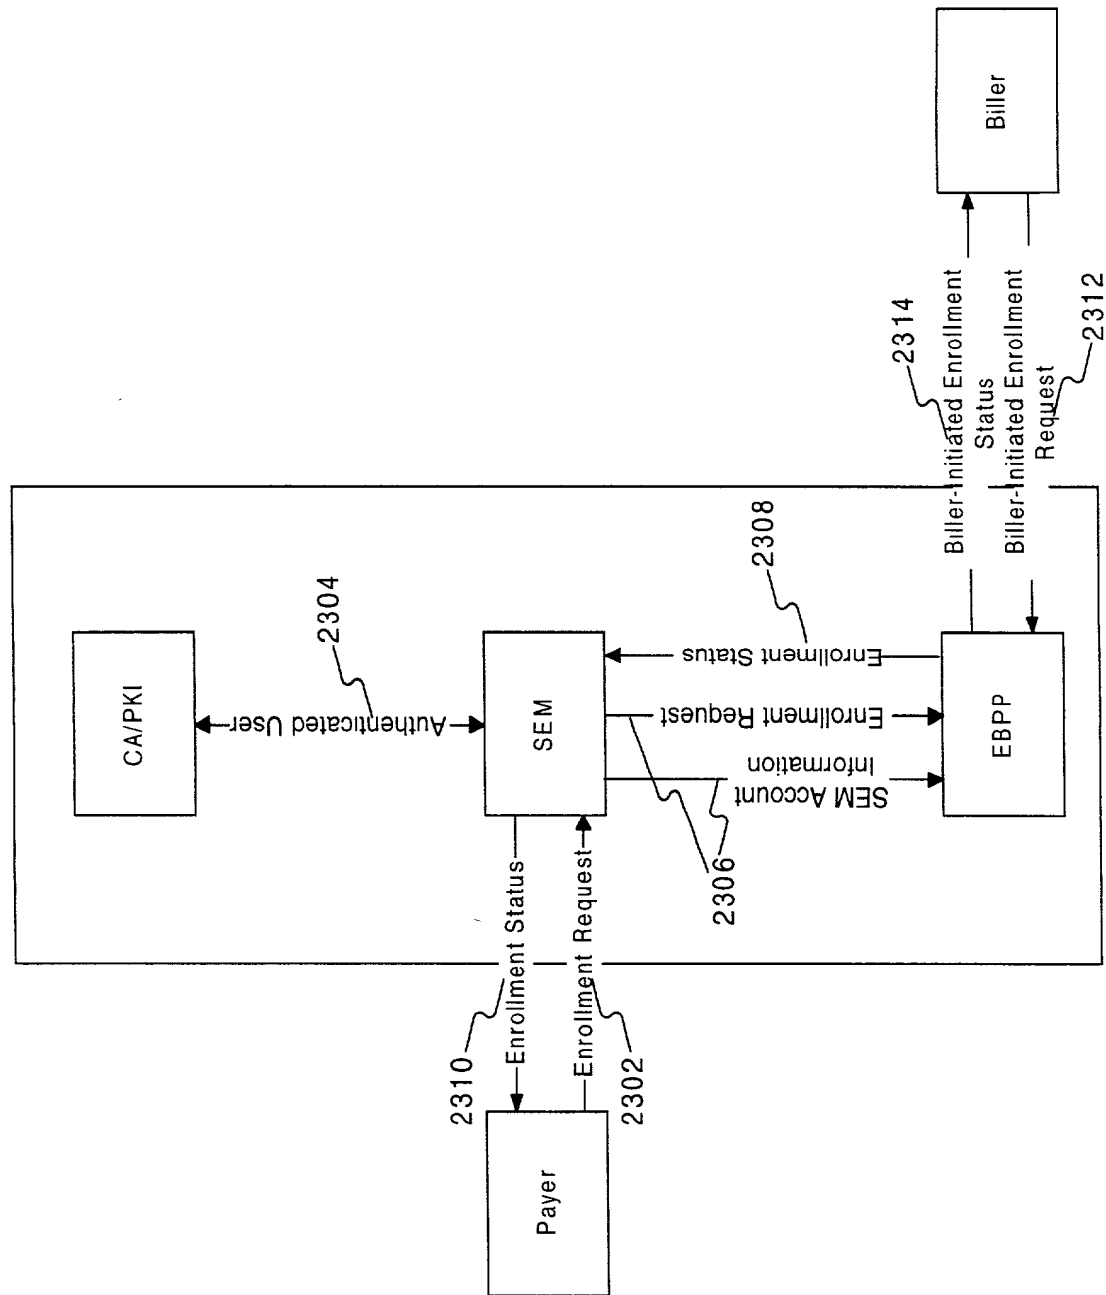 CA/PKI
2304
Authenticated User
2310
Enrollment Status
SEM
Payer
Enrollment Request
2302
SEM Account
Information
Enrollment Request
Enrollment Status
2306
2308
EBPP
2314
Biller-Initiated Enrollment
Status
Biller-Initiated Enrollment
Request
2312
Biller